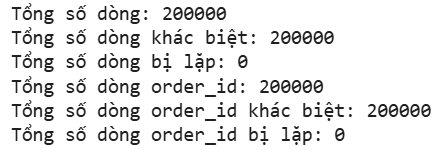 Tổng số dòng: 200000
Tổng số dòng khác biệt: 200000
Tổng số dòng bị lặp: 0
Tổng số dòng order_id: 200000
Tổng số dòng order_id khác biệt: 200000
Tổng số dòng order_id bị lặp: 0